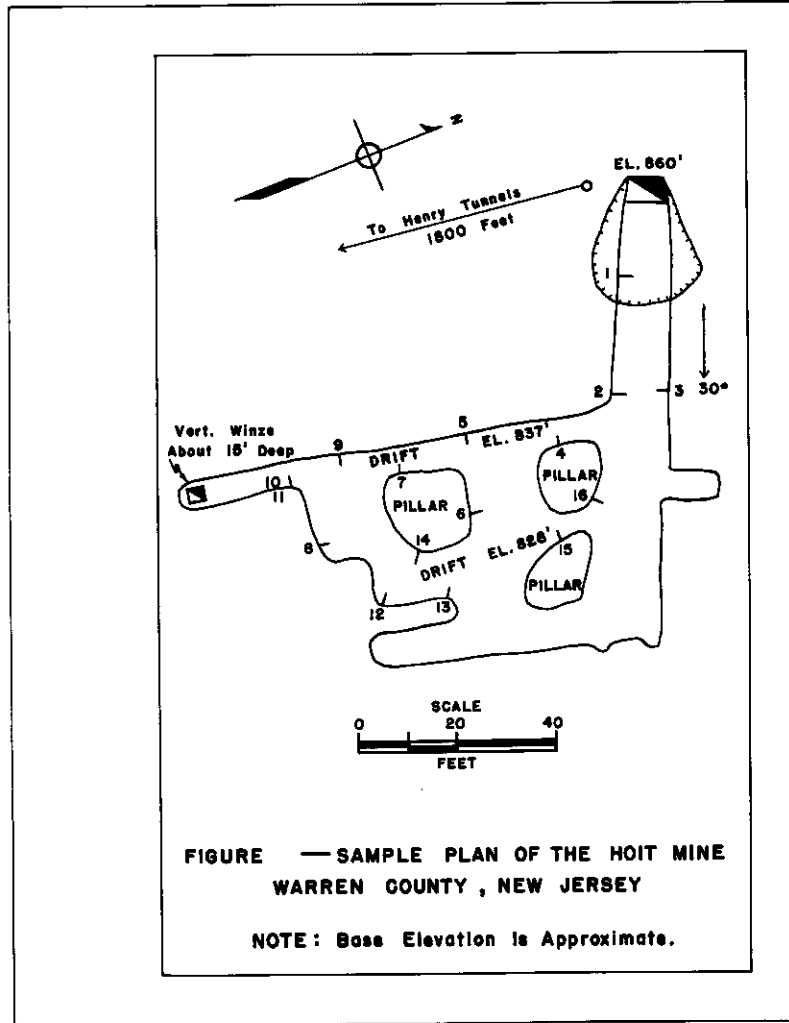 N
EL. 860'
To Henry Tunnels
1800 Feet
1
2
3
30°
Vert. Winze
About 15' Deep
9
5
EL. 837'
DRIFT
4
10
11
7
PILLAR
PILLAR
16
6
8
14
DRIFT
EL. 828'
15
PILLAR
12
13
SCALE
0 20 40
FEET
FIGURE — SAMPLE PLAN OF THE HOIT MINE
WARREN COUNTY, NEW JERSEY
NOTE: Base Elevation is Approximate.